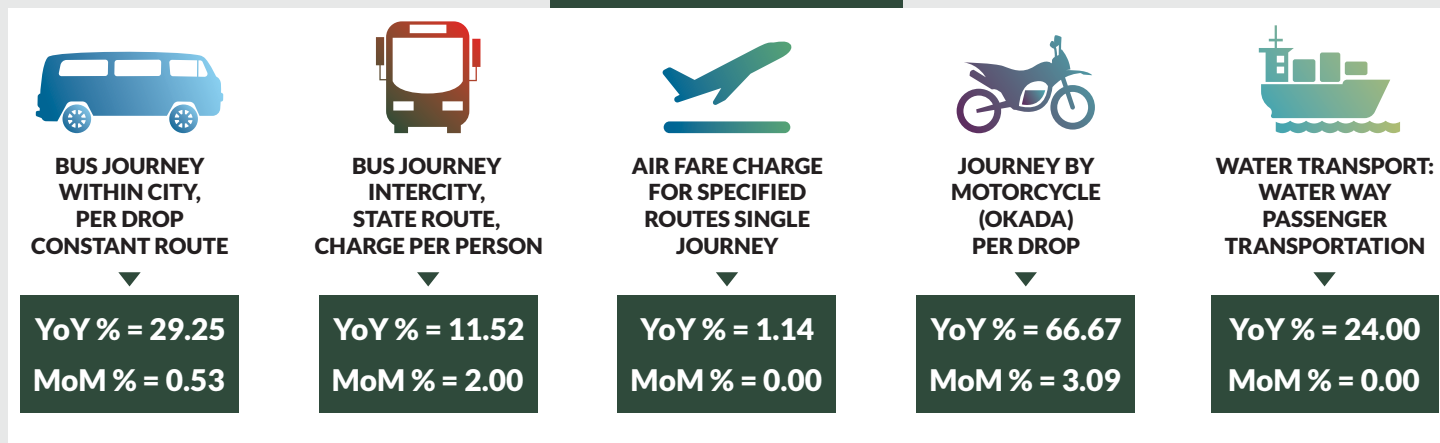 BUS JOURNEY
WITHIN CITY,
PER DROP
CONSTANT ROUTE
YoY % = 29.25
MoM % = 0.53
BUS JOURNEY
INTERCITY,
STATE ROUTE,
CHARGE PER PERSON
YoY % = 11.52
MoM % = 2.00
AIR FARE CHARGE
FOR SPECIFIED
ROUTES SINGLE
JOURNEY
YoY % = 1.14
MoM % = 0.00
JOURNEY BY
MOTORCYCLE
(OKADA)
PER DROP
YoY % = 66.67
MoM % = 3.09
WATER TRANSPORT:
WATER WAY
PASSENGER
TRANSPORTATION
YoY % = 24.00
MoM % = 0.00